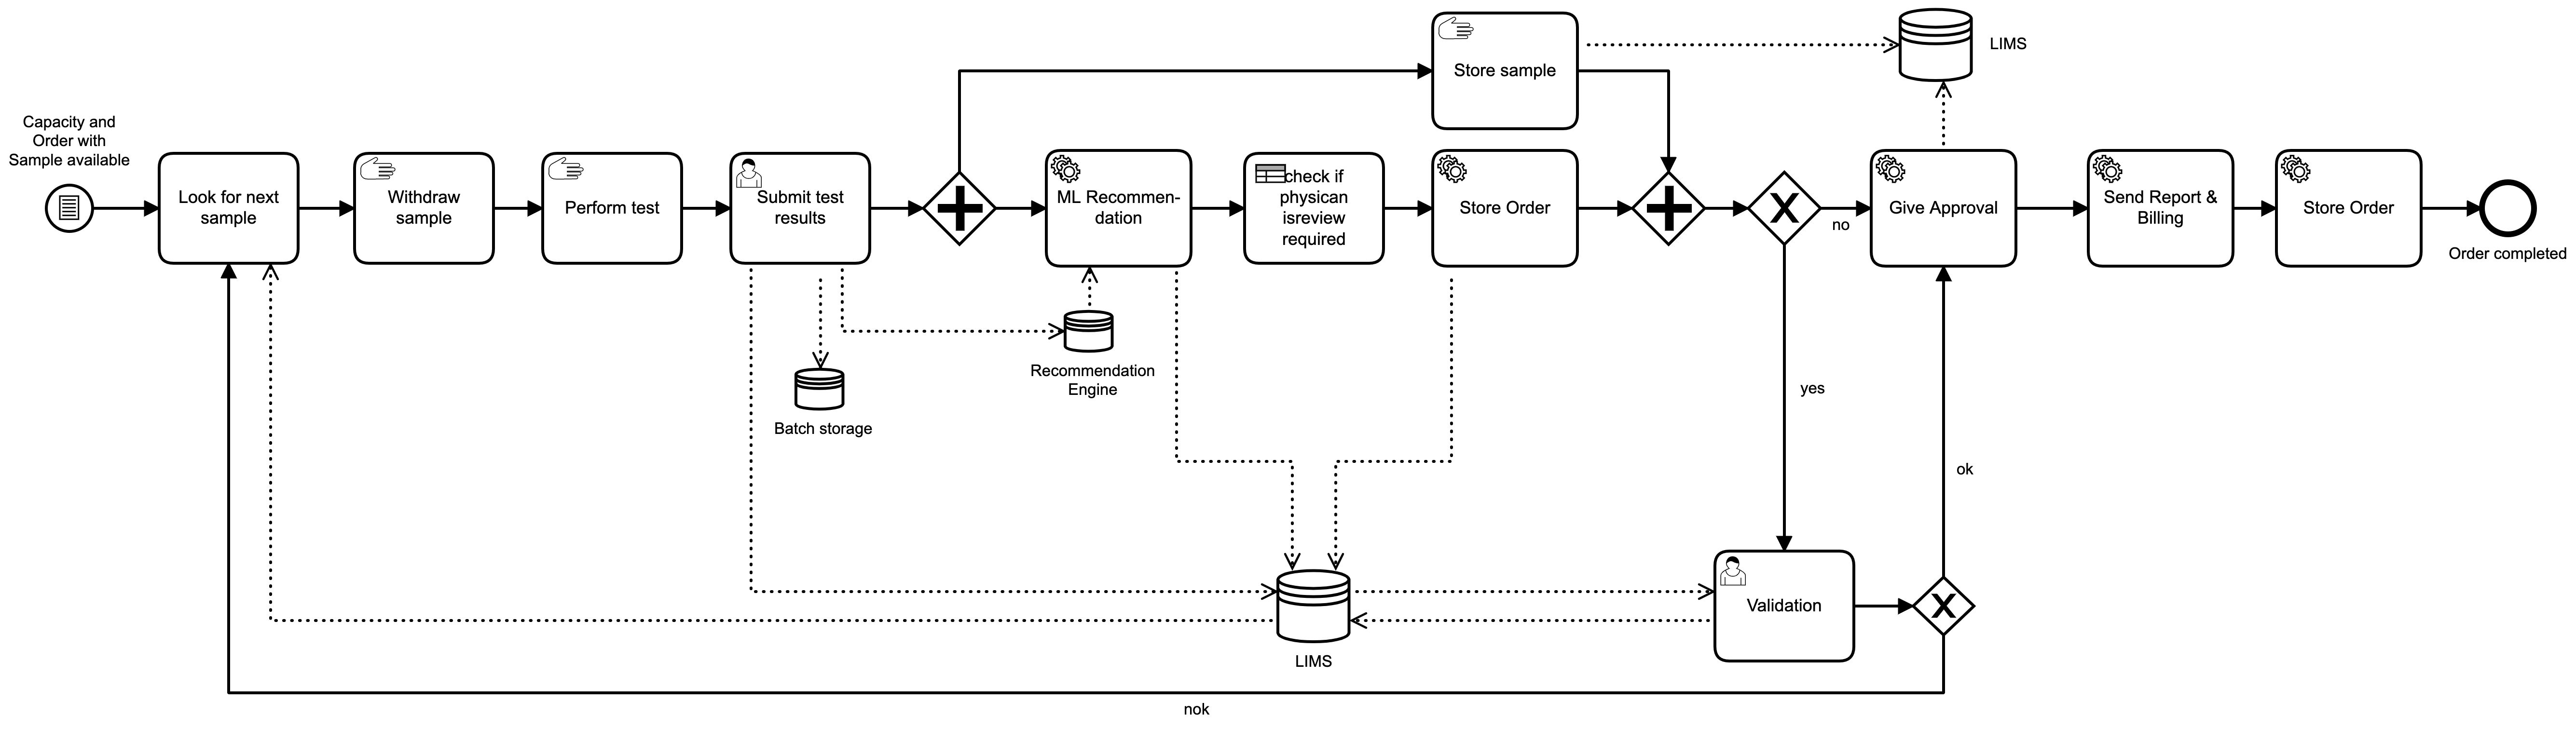 Capacity and
Order with
Sample available
Look for next
sample
Withdraw
sample
Perform test
Submit test
results
Batch storage
ML Recommen-
dation
Recommendation
Engine
check if
physican
isreview
required
Store sample
Store Order
LIMS
LIMS
no
yes
Validation
ok
nok
Give Approval
Send Report &
Billing
Store Order
Order completed